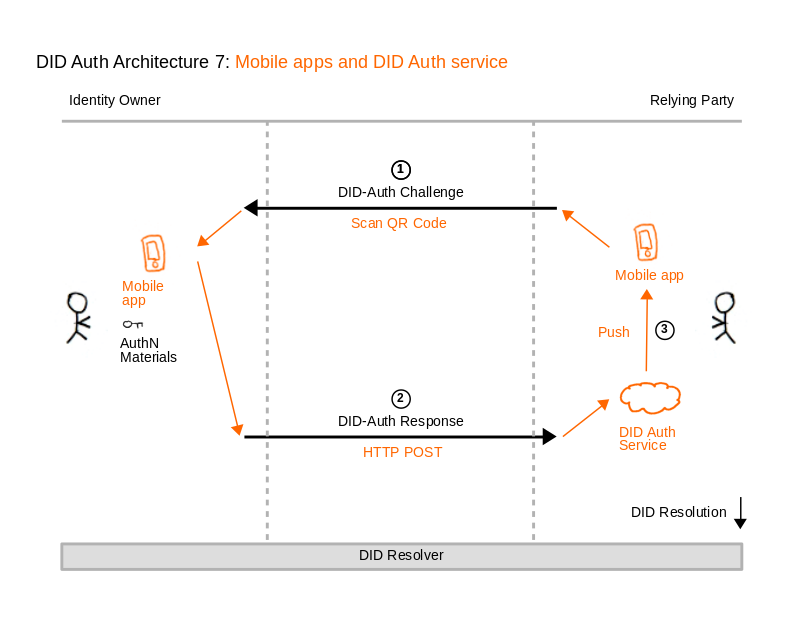 DID Auth Architecture 7: Mobile apps and DID Auth service
Identity Owner
Relying Party
1
DID-Auth Challenge
Scan QR Code
Mobile
app
AuthN
Materials
Mobile app
Push
3
2
DID-Auth Response
HTTP POST
DID Auth
Service
DID Resolution
DID Resolver